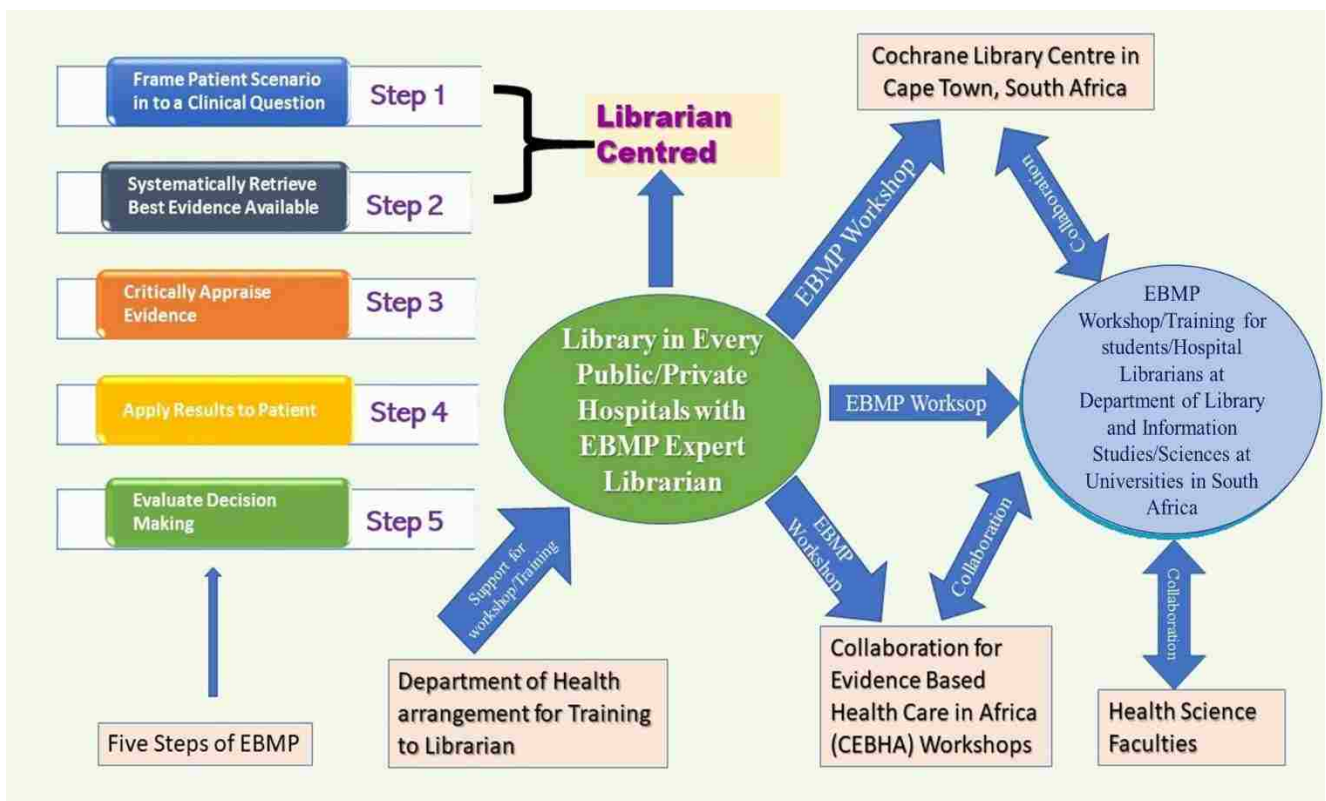 Frame Patient Scenario
in to a Clinical Question
Step 1
Systematically Retrieve
Best Evidence Available
Step 2
Critically Appraise
Evidence
Step 3
Apply Results to Patient
Step 4
Evaluate Decision
Making
Step 5
Five Steps of EBMP
Librarian
Centred
Library in Every
Public/Private
Hospitals with
EBMP Expert
Librarian
Support for
workshop/Training
Department of Health
arrangement for Training
to Librarian
EBMP Workshop
EBMP Worksop
EBMP
Workshop
Cochrane Library Centre in
Cape Town, South Africa
Collaboration
EBMP
Workshop/Training for
students/Hospital
Librarians at
Department of Library
and Information
Studies/Sciences at
Universities in South
Africa
Collaboration
Collaboration for
Evidence Based
Health Care in Africa
(CEBHA) Workshops
Collaboration
Health Science
Faculties